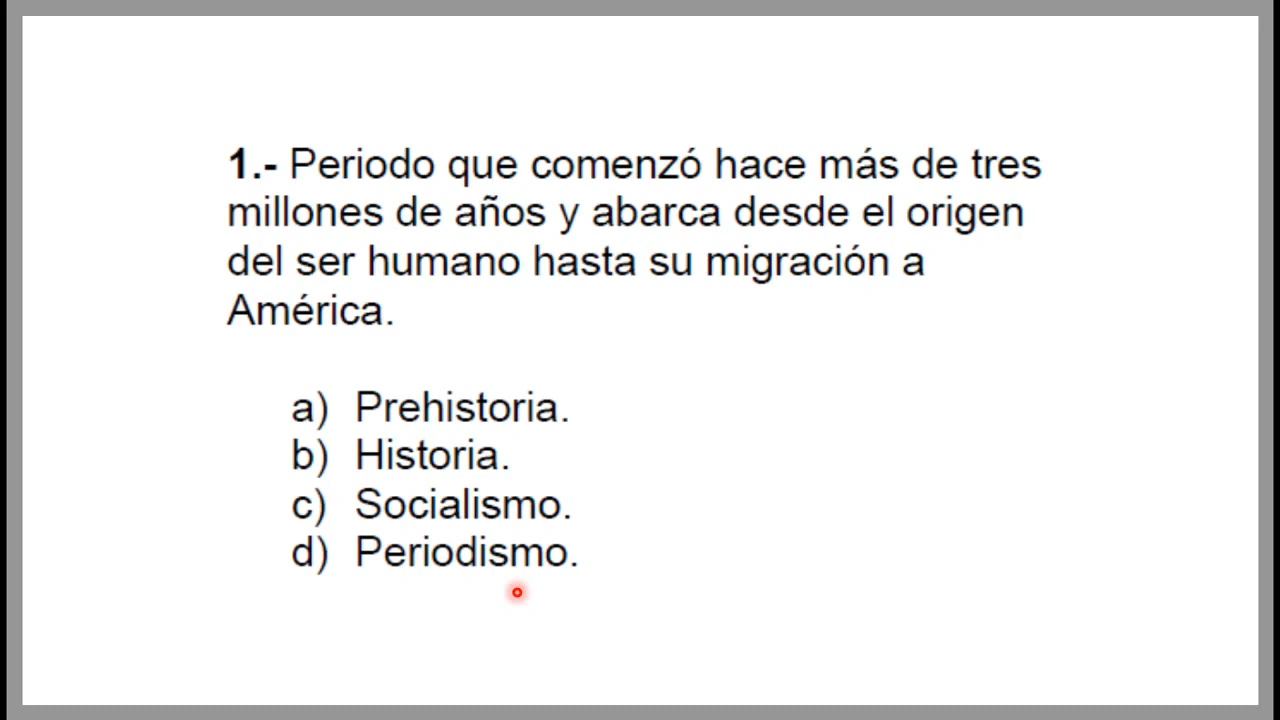 1.- Periodo que comenzó hace más de tres
millones de años y abarca desde el origen
del ser humano hasta su migración a
América.
a) Prehistoria.
b) Historia.
c) Socialismo.
d) Periodismo.